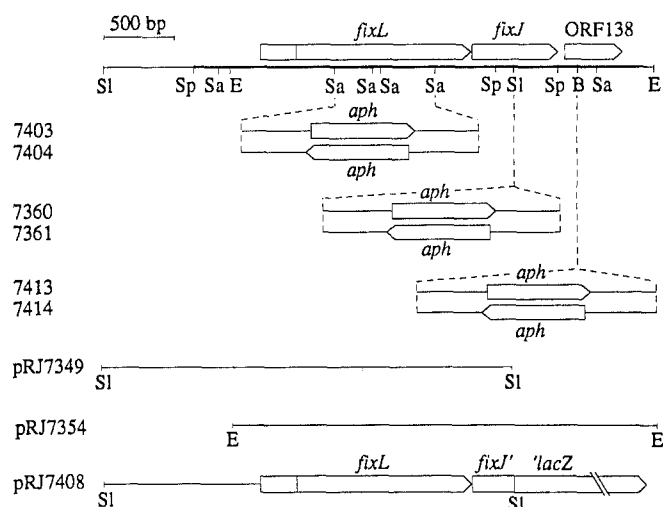 500 bp
fixL fixJ ORF138
Sl Sp Sa E Sa Sa Sa Sa Sp Sl Sp B Sa E
aph
7403
7404
aph
aph
7360
7361
aph
aph
7413
7414
aph
pRJ7349
Sl Sl
pRJ7354
E E
fixL fixJ' 'lacZ
pRJ7408
Sl Sl